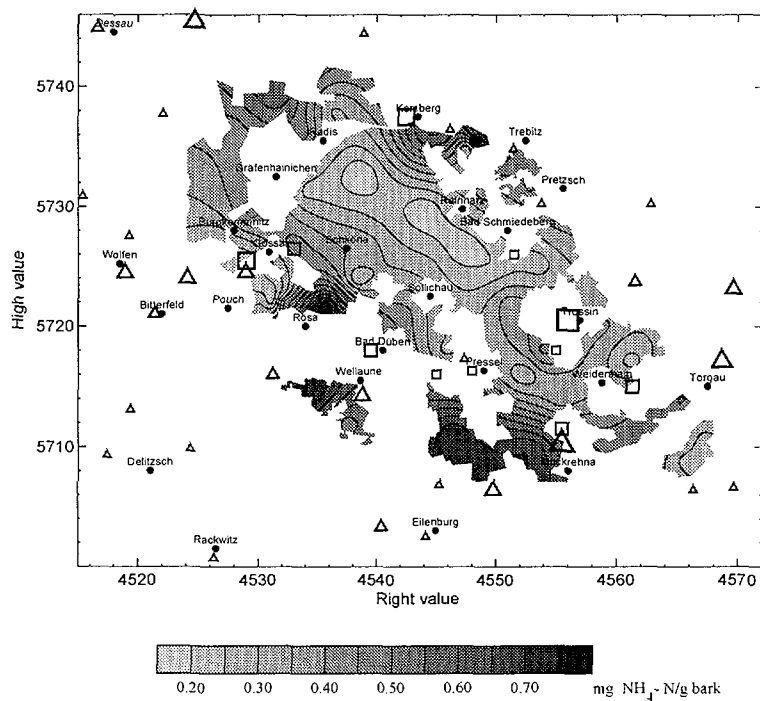 Dessau
5740
Kemberg
Radis
Trebitz
Gräfenhainichen
Pretzsch
5730
Reinharz
Burgkemnitz
Bad Schmiedeberg
Schköna
Wolfen
Söllichau
5720
Bitterfeld
Pouch
Rösa
Trossin
Bad Düben
Wellaune
Pressel
Weidenhain
Torgau
5710
Delitzsch
Mockrehna
Eilenburg
Rackwitz
High value
4520
4530
4540
4550
4560
4570
Right value
0.20 0.30 0.40 0.50 0.60 0.70
mg NH4- N/g bark